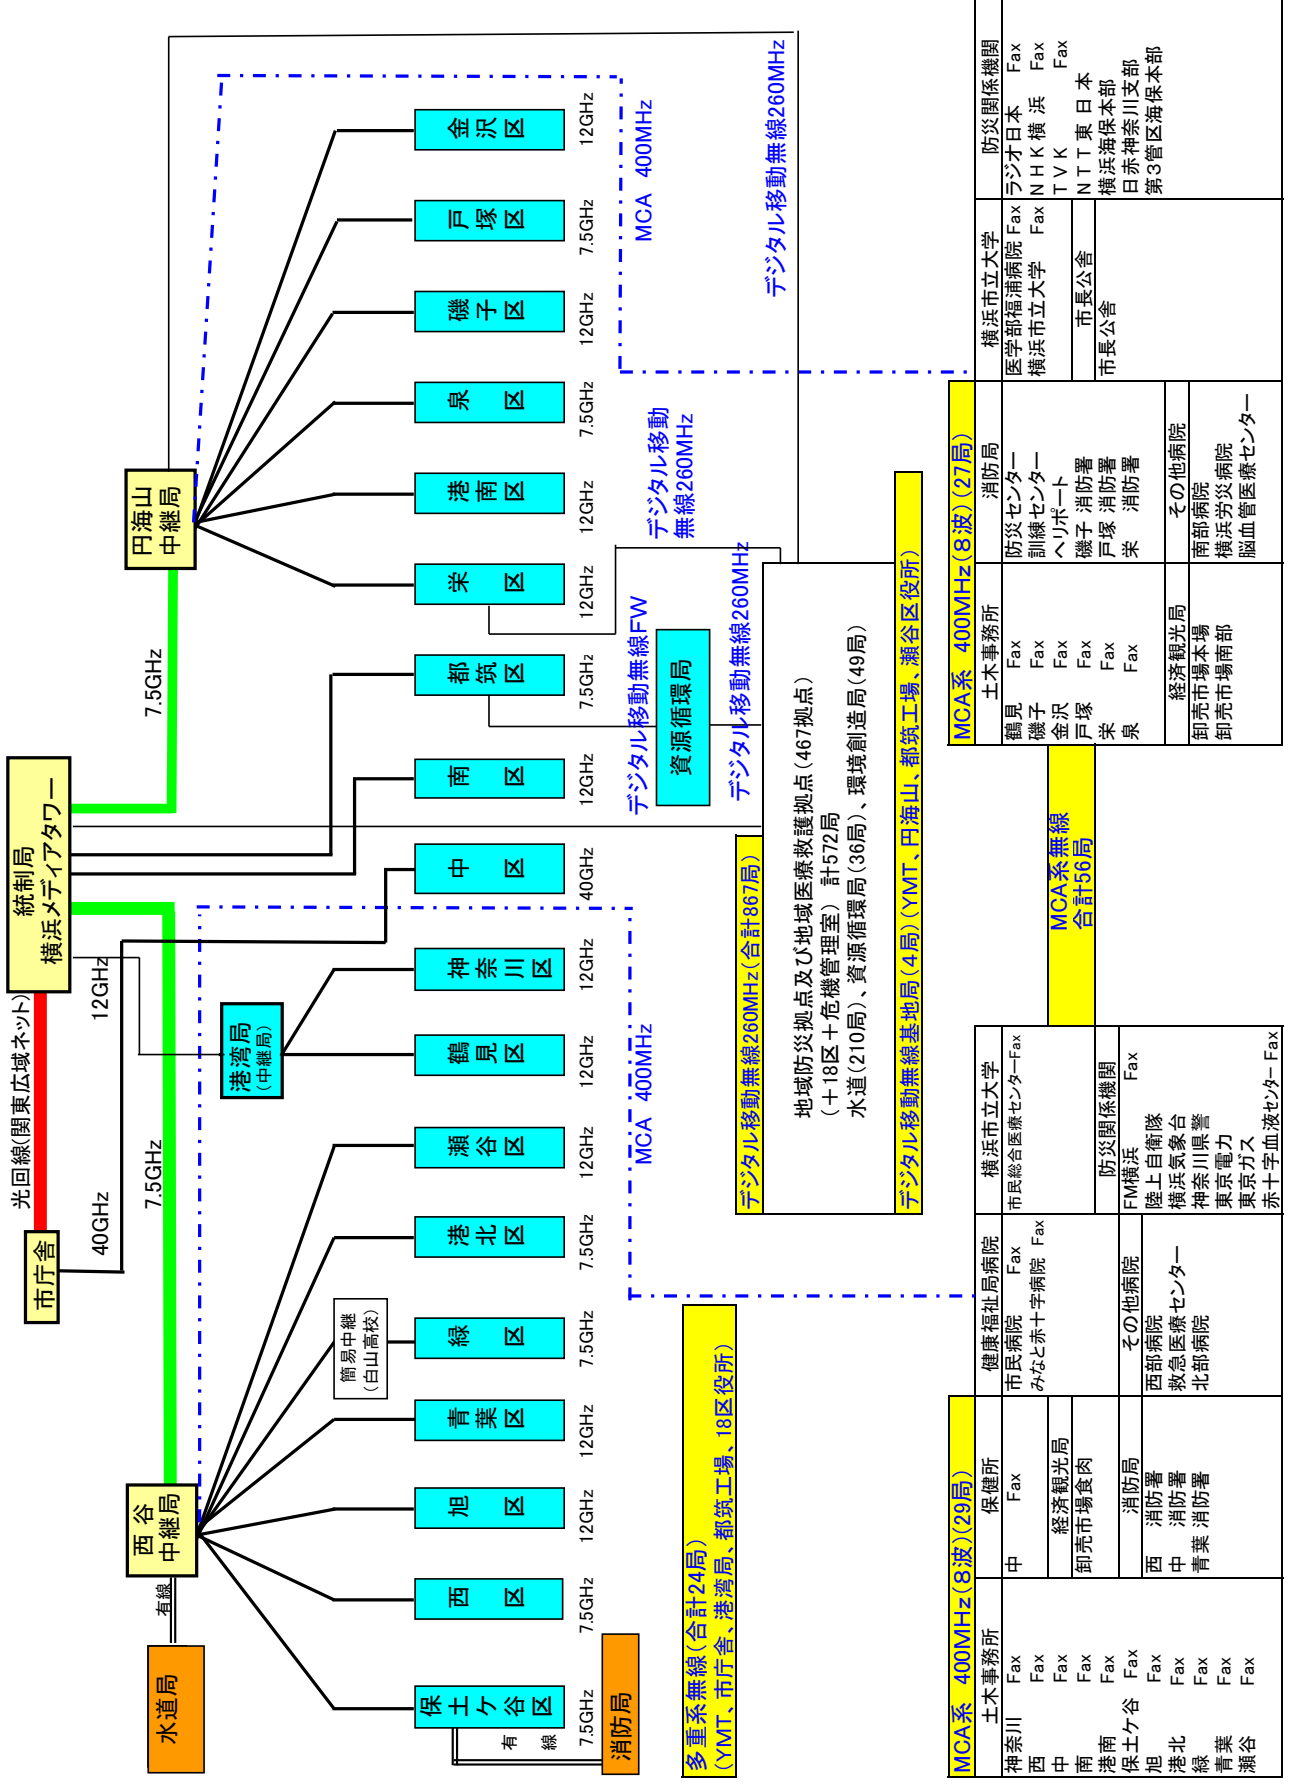 水道局
有線
西谷
中継局
市庁舎
光回線(関東広域ネット)
40GHz
12GHz
7.5GHz
統制局
横浜メディアタワー
7.5GHz
円海山
中継局
港湾局
(中継局)
簡易中継
(白山高校)
保土ケ谷区
西区
旭区
青葉区
緑区
港北区
瀬谷区
鶴見区
神奈川区
中区
南区
都筑区
栄区
港南区
泉区
磯子区
戸塚区
金沢区
7.5GHz
7.5GHz
12GHz
12GHz
7.5GHz
7.5GHz
12GHz
12GHz
12GHz
40GHz
12GHz
7.5GHz
12GHz
12GHz
7.5GHz
12GHz
7.5GHz
12GHz
有線
消防局
MCA 400MHz
MCA 400MHz
デジタル移動無線FW
資源循環局
デジタル移動無線260MHz
デジタル移動
無線260MHz
デジタル移動無線260MHz
多重系無線(合計24局)
(YMT、市庁舎、港湾局、都筑工場、18区役所)
デジタル移動無線260MHz(合計867局)
地域防災拠点及び地域医療救護拠点(467拠点)
(+18区+危機管理室) 計572局
水道(210局)、資源循環局(36局)、環境創造局(49局)
デジタル移動無線基地局(4局)(YMT、円海山、都筑工場、瀬谷区役所)
MCA系 400MHz(8波)(29局)
土木事務所
神奈川 Fax
西 Fax
中 Fax
南 Fax
港南 Fax
保土ケ谷 Fax
旭 Fax
港北 Fax
緑 Fax
青葉 Fax
瀬谷 Fax
保健所
中 Fax
経済観光局
卸売市場食肉
消防局
西 消防署
中 消防署
青葉 消防署
健康福祉局病院
市民病院 Fax
みなと赤十字病院 Fax
その他病院
西部病院
救急医療センター
北部病院
横浜市立大学
市民総合医療センターFax
防災関係機関
FM横浜 Fax
陸上自衛隊
横浜気象台
神奈川県警
東京電力
東京ガス
赤十字血液センター Fax
MCA系無線
合計56局
MCA系 400MHz(8波)(27局)
土木事務所
鶴見 Fax
磯子 Fax
金沢 Fax
戸塚 Fax
栄 Fax
泉 Fax
経済観光局
卸売市場本場
卸売市場南部
消防局
防災センター
訓練センター
ヘリポート
磯子 消防署
戸塚 消防署
栄 消防署
その他病院
南部病院
横浜労災病院
脳血管医療センター
横浜市立大学
医学部福浦病院 Fax
横浜市立大学 Fax
市長公舎
市長公舎
防災関係機関
ラジオ日本 Fax
NHK横浜 Fax
TVK Fax
NTT東日本
横浜海保本部
日赤神奈川支部
第3管区海保本部